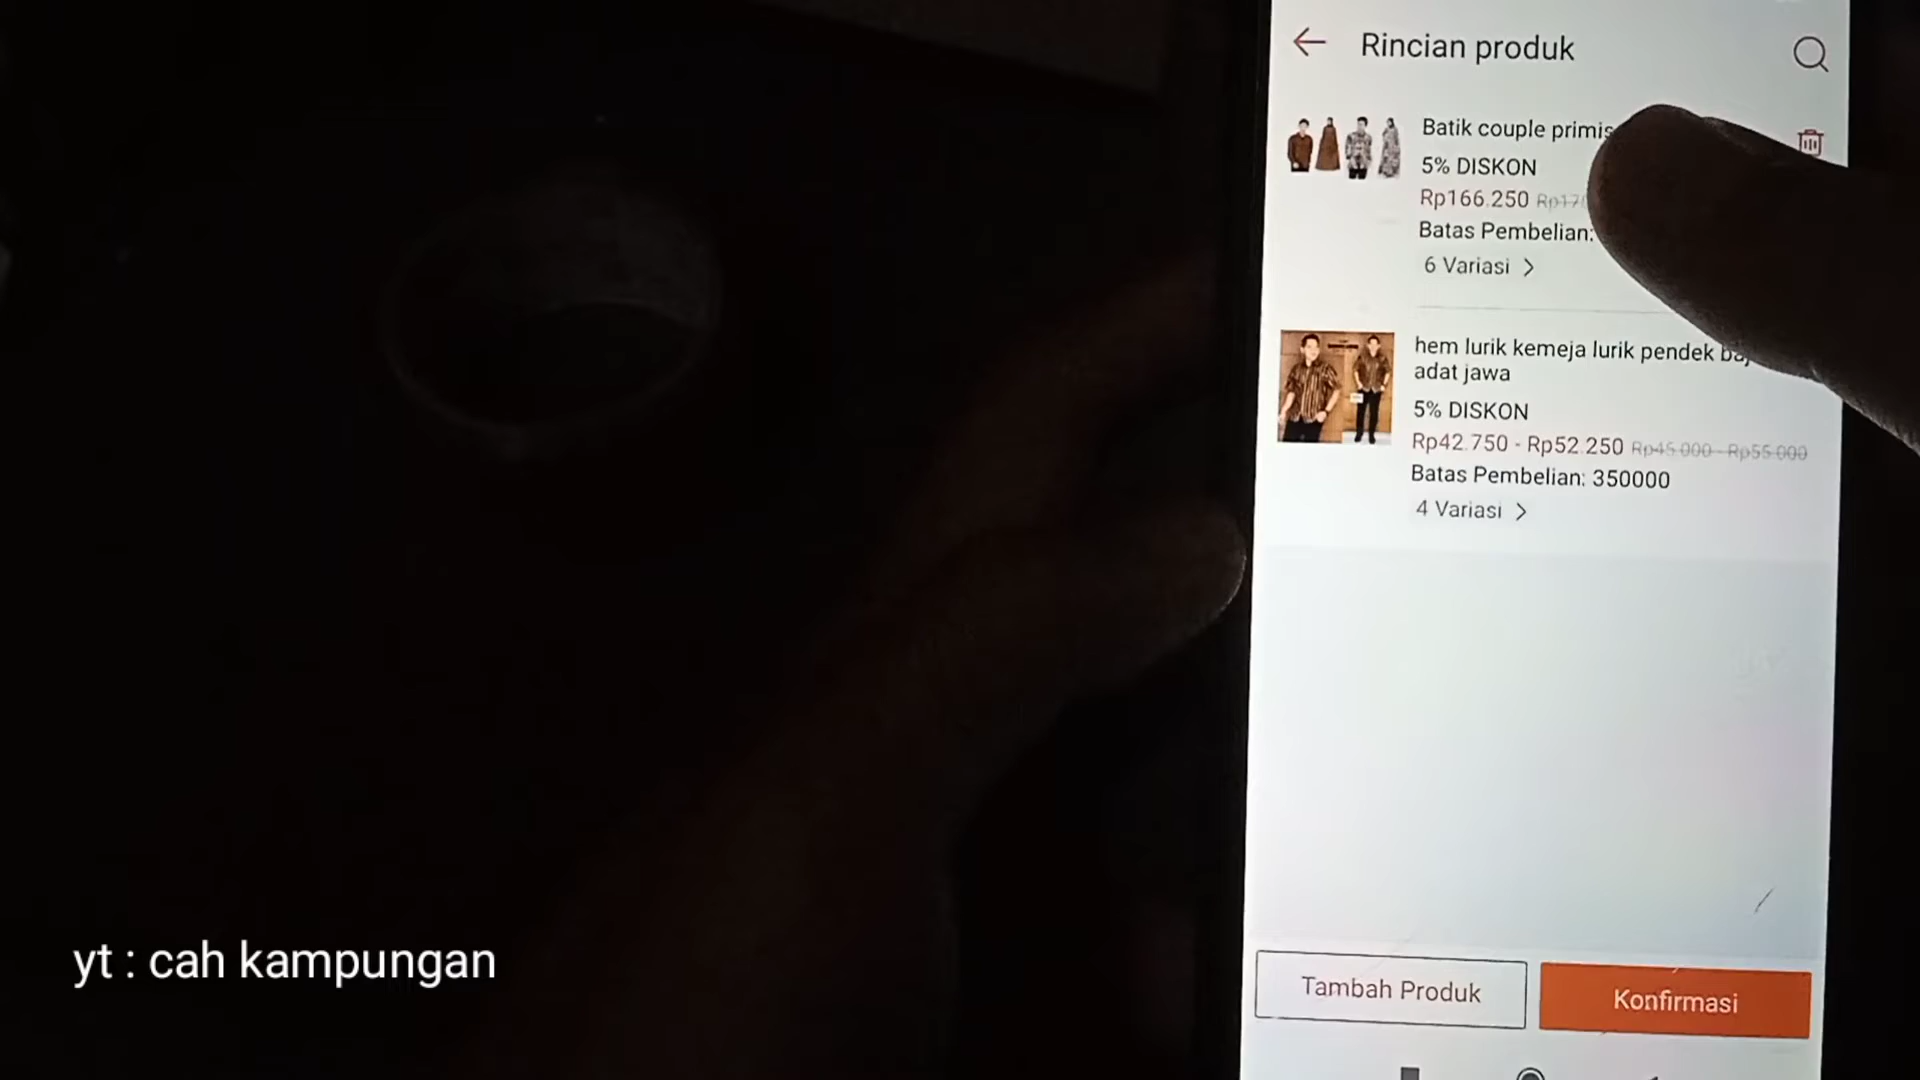 Rincian produk
Batik couple primis
5% DISKON
Rp166.250
Batas Pembelian:
6 Variasi
hem lurik kemeja lurik pendek
adat jawa
5% DISKON
Rp42.750 - Rp52.250 Rp45.000 - Rp55.000
Batas Pembelian: 350000
4 Variasi
Tambah Produk
Konfirmasi
yt : cah kampungan